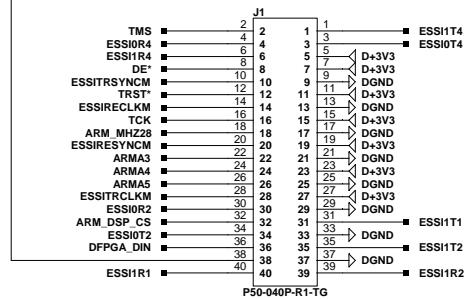 J1
TMS 2 2 1 1 ESSI1T4
ESSI0R4 4 4 3 3 ESSI0T4
ESSI1R4 6 6 5 5 D+3V3
DE* 8 8 7 7 D+3V3
ESSITRSYNCM 10 10 9 9 DGND
TRST* 12 12 11 11 D+3V3
ESSIRECLKM 14 14 13 13 DGND
TCK 16 16 15 15 D+3V3
ARM_MHZ28 18 18 17 17 DGND
ESSIRESYNCM 20 20 19 19 D+3V3
ARMA3 22 22 21 21 DGND
ARMA4 24 24 23 23 D+3V3
ARMA5 26 26 25 25 DGND
ESSITRCLKM 28 28 27 27 D+3V3
ESSI0R2 30 30 29 29 DGND
ARM_DSP_CS 32 32 31 31 ESSI1T1
ESSI0T2 34 34 33 33 DGND
DFPGA_DIN 36 36 35 35 ESSI1T2
38 38 37 37 DGND
ESSI1R1 40 40 39 39 ESSI1R2
P50-040P-R1-TG